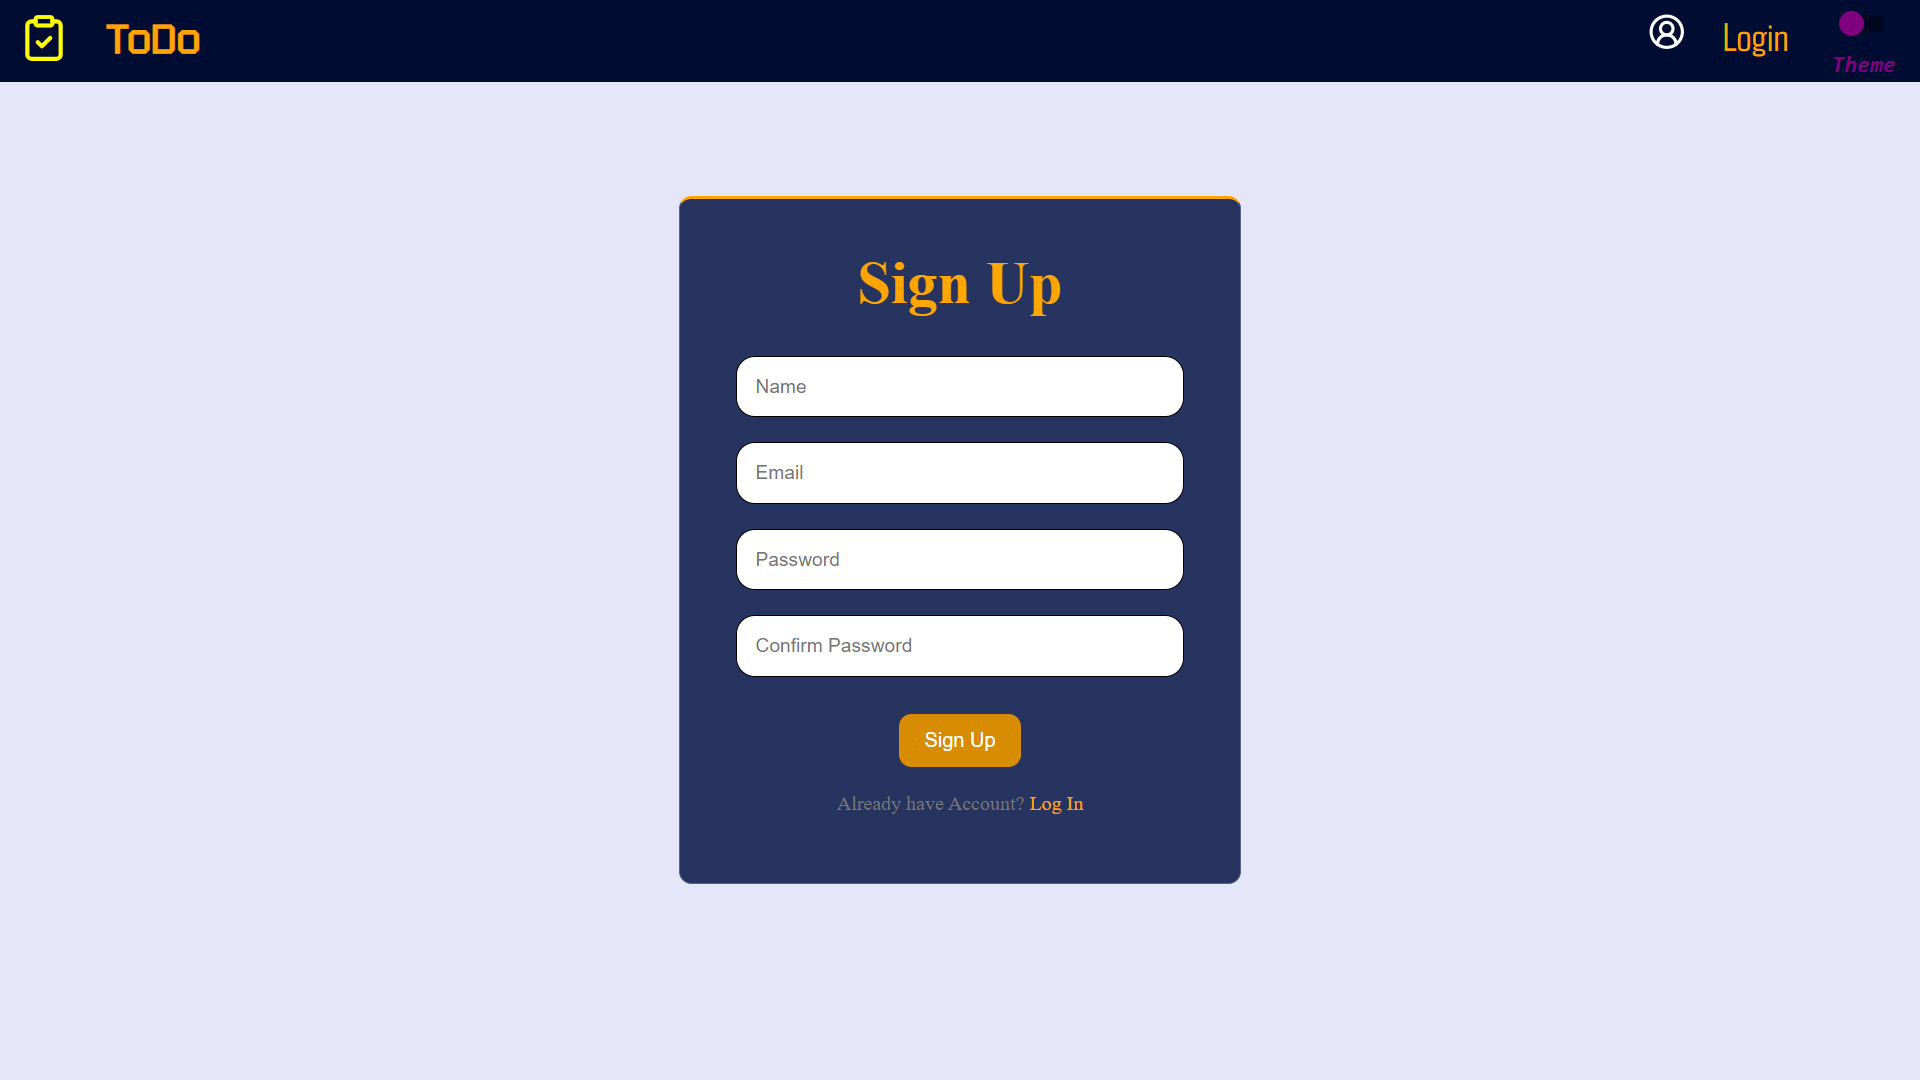 ToDo
Login
Theme
Sign Up
Name
Email
Password
Confirm Password
Sign Up
Already have Account? Log In